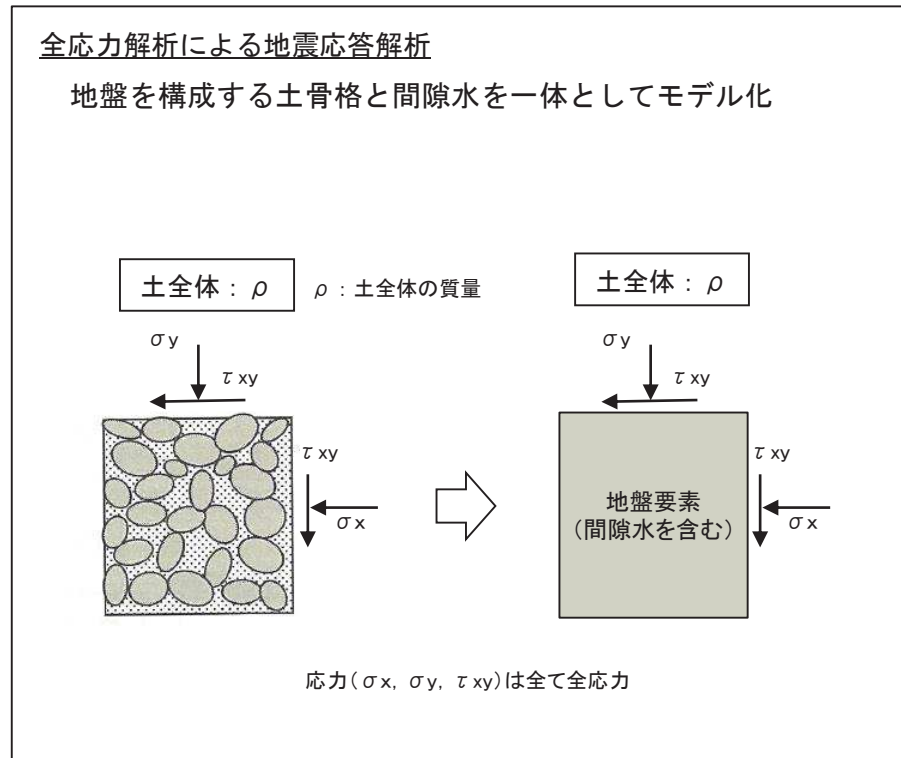 全応力解析による地震応答解析
地盤を構成する土骨格と間隙水を一体としてモデル化
土全体：ρ
ρ：土全体の質量
σy
τxy
τxy
σx
土全体：ρ
σy
τxy
τxy
σx
地盤要素
(間隙水を含む)
応力(σx, σy, τxy)は全て全応力